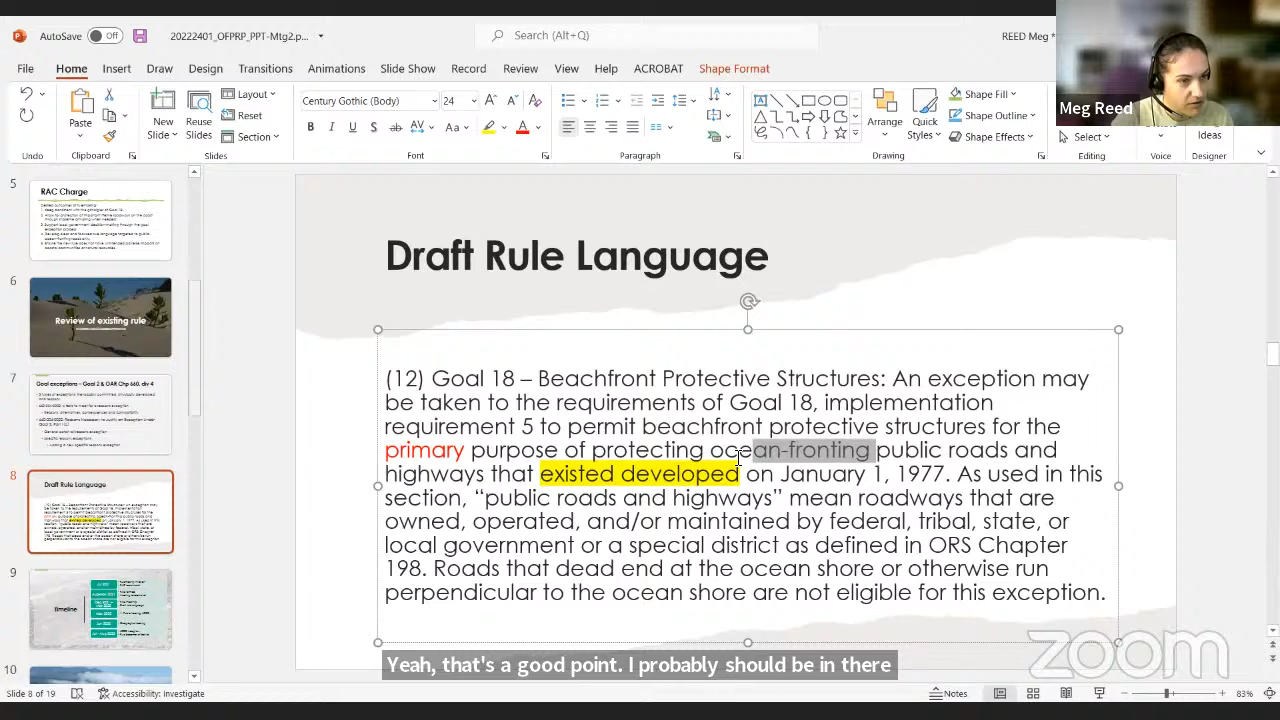 AutoSave Off 20222401_OFPRP_PPT-Mtg2.p... Search (Alt+Q) REED Meg
File Home Insert Draw Design Transitions Animations Slide Show Record Review View Help ACROBAT Shape Format
Paste New Slide Reuse Slides Layout Reset Section Century Gothic (Body) 24 Arrange Quick Styles Shape Fill Shape Outline Shape Effects Select Ideas
Undo Clipboard Slides Font Paragraph Drawing Editing Voice Designer
Meg Reed
5
RAC Charge
6
Review of existing rule
7
Goal exceptions – Goal 2 & OAR Chp 660, div 4
8
Draft Rule Language
9
Timeline
10
Draft Rule Language
(12) Goal 18 – Beachfront Protective Structures: An exception may
be taken to the requirements of Goal 18, implementation
requirement 5 to permit beachfront protective structures for the
primary purpose of protecting ocean-fronting public roads and
highways that existed developed on January 1, 1977. As used in this
section, “public roads and highways” mean roadways that are
owned, operated, and/or maintained by federal, tribal, state, or
local government or a special district as defined in ORS Chapter
198. Roads that dead end at the ocean shore or otherwise run
perpendicular to the ocean shore are not eligible for this exception.
Yeah, that's a good point. I probably should be in there
zoom
Slide 8 of 19 Accessibility: Investigate Notes 83%